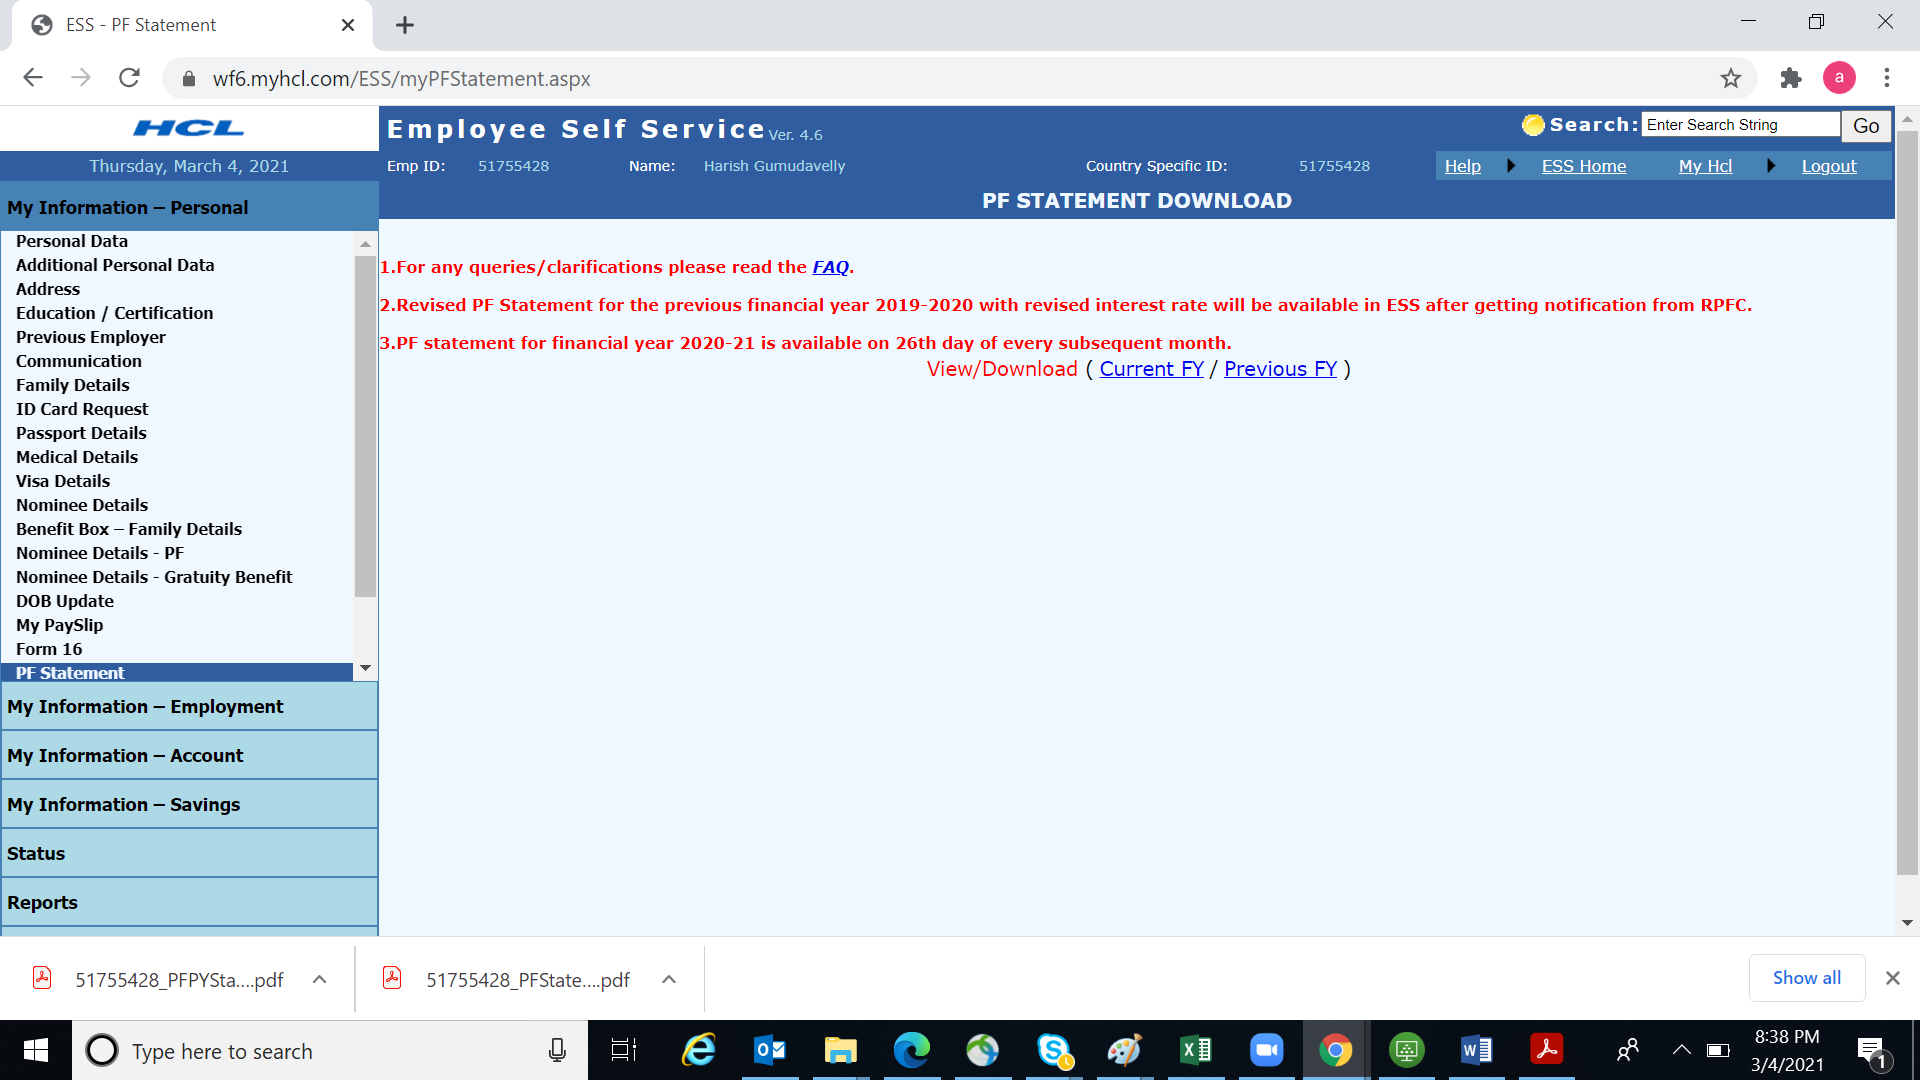 ESS - PF Statement
wf6.myhcl.com/ESS/myPFStatement.aspx
a
HCL
Thursday, March 4, 2021
Employee Self Service Ver. 4.6
Search: Enter Search String Go
Emp ID: 51755428 Name: Harish Gumudavelly Country Specific ID: 51755428
Help ESS Home My Hcl Logout
PF STATEMENT DOWNLOAD
My Information – Personal
Personal Data
Additional Personal Data
Address
Education / Certification
Previous Employer
Communication
Family Details
ID Card Request
Passport Details
Medical Details
Visa Details
Nominee Details
Benefit Box – Family Details
Nominee Details - PF
Nominee Details - Gratuity Benefit
DOB Update
My PaySlip
Form 16
PF Statement
My Information – Employment
My Information – Account
My Information – Savings
Status
Reports
1.For any queries/clarifications please read the FAQ.
2.Revised PF Statement for the previous financial year 2019-2020 with revised interest rate will be available in ESS after getting notification from RPFC.
3.PF statement for financial year 2020-21 is available on 26th day of every subsequent month.
View/Download ( Current FY / Previous FY )
51755428_PFPYSta....pdf
51755428_PFState....pdf
Show all
Type here to search
8:38 PM
3/4/2021
1